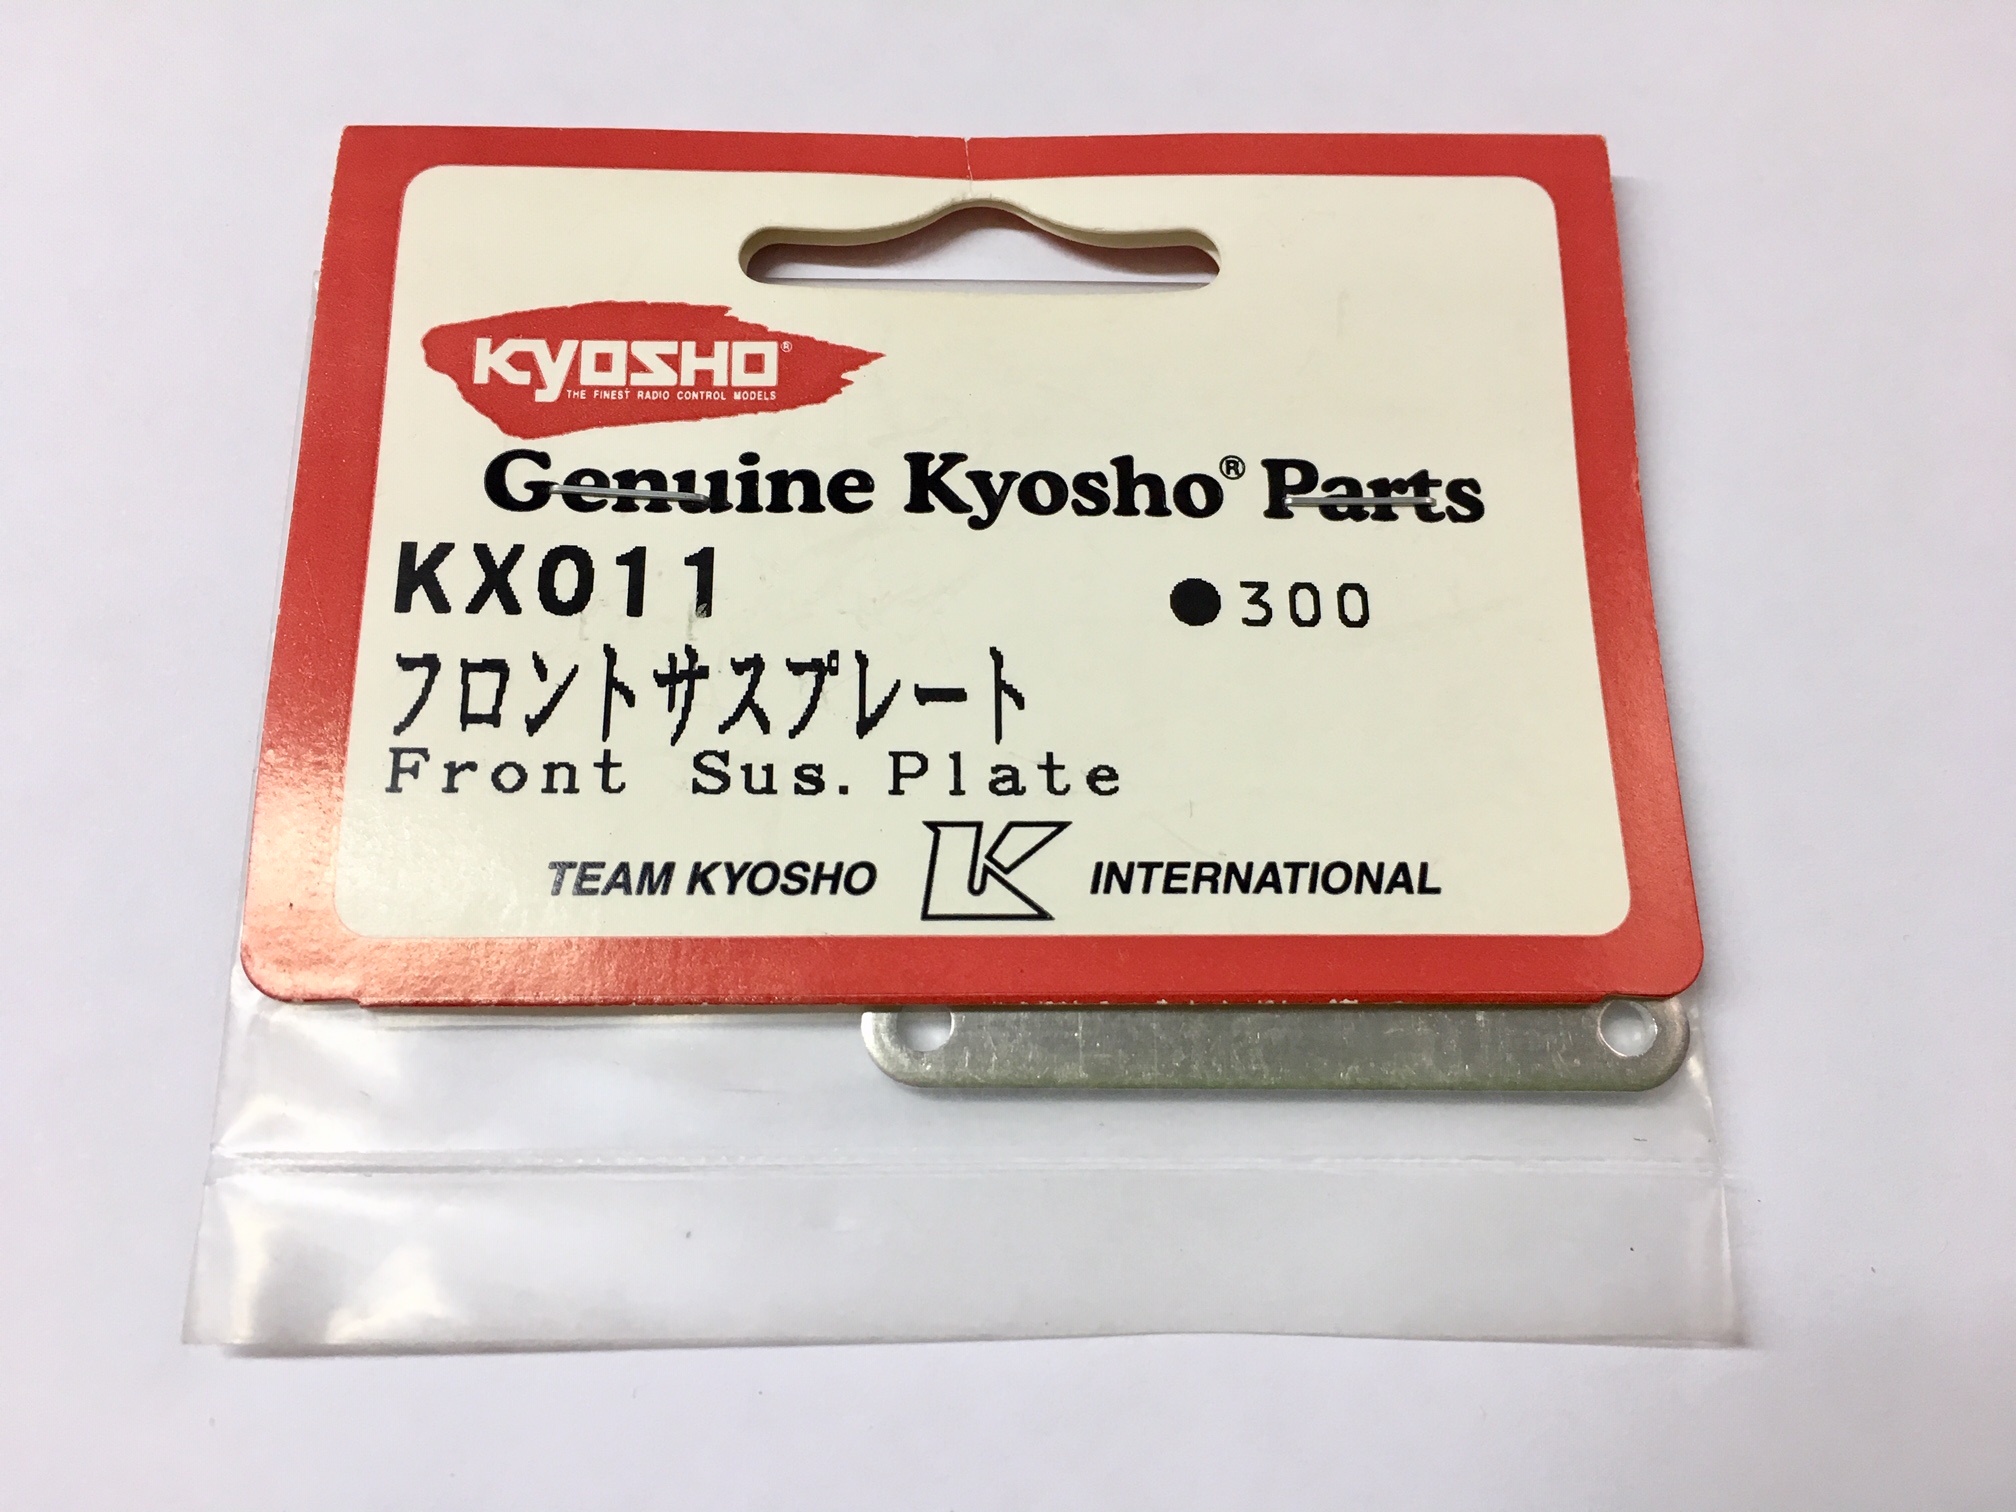 KYOSHO®
THE FINEST RADIO CONTROL MODELS
Genuine Kyosho® Parts
KX011 ●300
フロントサスプレート
Front Sus. Plate
TEAM KYOSHO K INTERNATIONAL